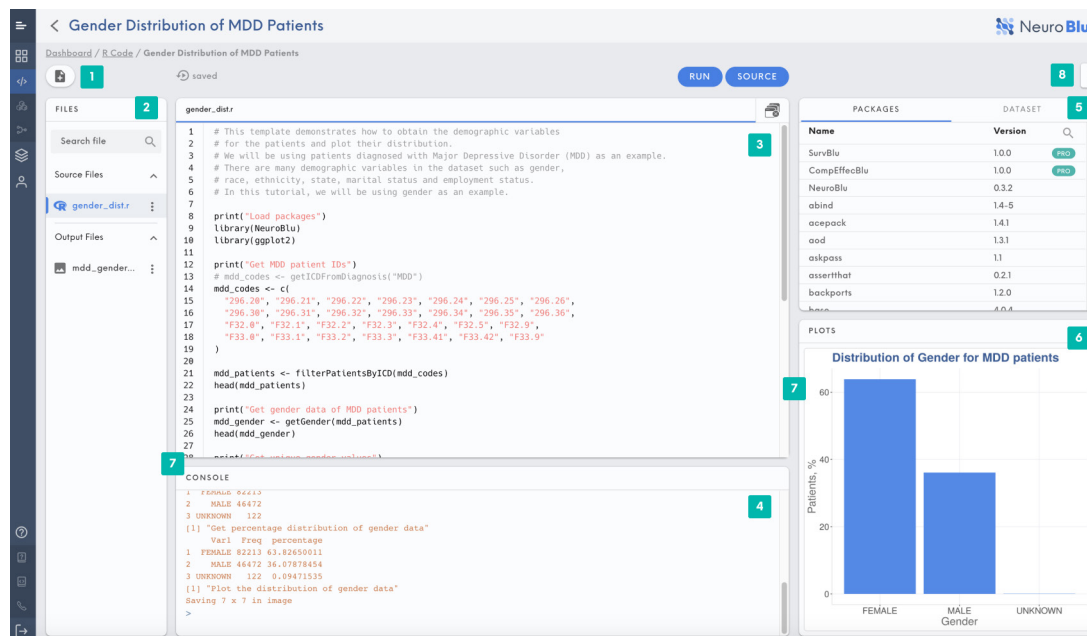 Gender Distribution of MDD Patients
Neuro Blu
Dashboard / R Code / Gender Distribution of MDD Patients
1
saved
RUN
SOURCE
8
FILES
2
Search file
Source Files
gender_dist.r
Output Files
mdd_gender...
gender_dist.r
3
1 # This template demonstrates how to obtain the demographic variables
2 # for the patients and plot their distribution.
3 # We will be using patients diagnosed with Major Depressive Disorder (MDD) as an example.
4 # There are many demographic variables in the dataset such as gender,
5 # race, ethnicity, state, marital status and employment status.
6 # In this tutorial, we will be using gender as an example.
7
8 print("Load packages")
9 library(NeuroBlu)
10 library(ggplot2)
11
12 print("Get MDD patient IDs")
13 # mdd_codes <- getICDFromDiagnosis("MDD")
14 mdd_codes <- c(
15 "296.20", "296.21", "296.22", "296.23", "296.24", "296.25", "296.26",
16 "296.30", "296.31", "296.32", "296.33", "296.34", "296.35", "296.36",
17 "F32.0", "F32.1", "F32.2", "F32.3", "F32.4", "F32.5", "F32.9",
18 "F33.0", "F33.1", "F33.2", "F33.3", "F33.41", "F33.42", "F33.9"
19 )
20
21 mdd_patients <- filterPatientsByICD(mdd_codes)
22 head(mdd_patients)
23
24 print("Get gender data of MDD patients")
25 mdd_gender <- getGender(mdd_patients)
26 head(mdd_gender)
27
28 print("Get unique gender values")
7
CONSOLE
4
1 FEMALE 82213
2 MALE 46472
3 UNKNOWN 122
[1] "Get percentage distribution of gender data"
Var1 Freq percentage
1 FEMALE 82213 63.82650011
2 MALE 46472 36.07878454
3 UNKNOWN 122 0.09471535
[1] "Plot the distribution of gender data"
Saving 7 x 7 in image
>
PACKAGES
DATASET
5
Name Version
SurvBlu 1.0.0 PRO
CompEffecBlu 1.0.0 PRO
NeuroBlu 0.3.2
abind 1.4-5
acepack 1.4.1
aod 1.3.1
askpass 1.1
assertthat 0.2.1
backports 1.2.0
base 4.0.4
PLOTS
6
7
Distribution of Gender for MDD patients
Patients, %
60
40
20
0
FEMALE MALE UNKNOWN
Gender